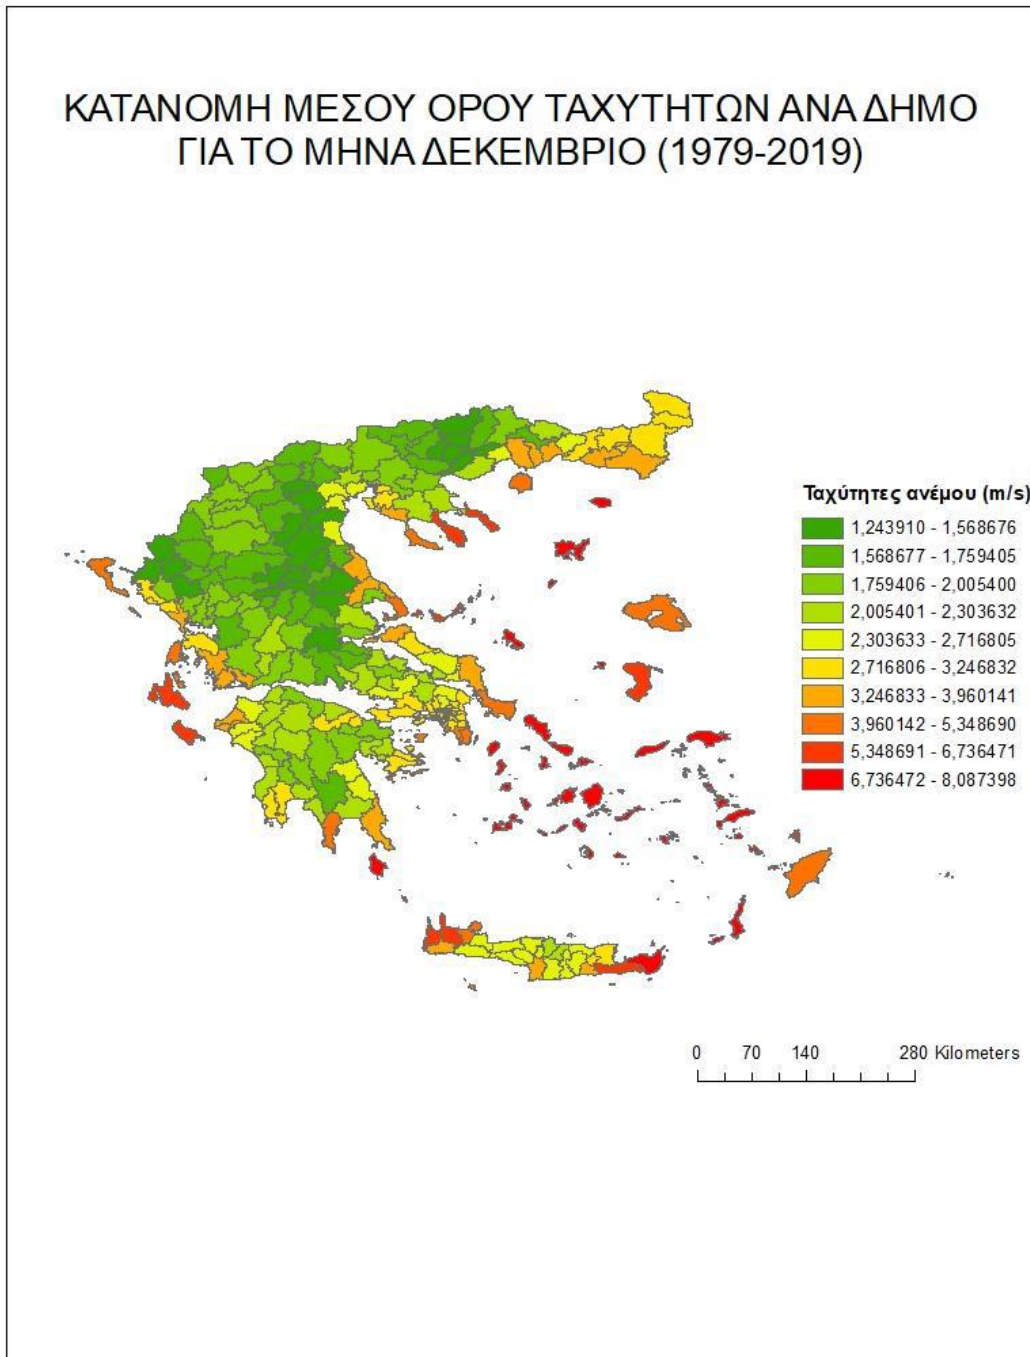 ΚΑΤΑΝΟΜΗ ΜΕΣΟΥ ΟΡΟΥ ΤΑΧΥΤΗΤΩΝ ΑΝΑ ΔΗΜΟ
ΓΙΑ ΤΟ ΜΗΝΑ ΔΕΚΕΜΒΡΙΟ (1979-2019)
Ταχύτητες ανέμου (m/s)
1,243910 - 1,568676
1,568677 - 1,759405
1,759406 - 2,005400
2,005401 - 2,303632
2,303633 - 2,716805
2,716806 - 3,246832
3,246833 - 3,960141
3,960142 - 5,348690
5,348691 - 6,736471
6,736472 - 8,087398
0 70 140 280 Kilometers